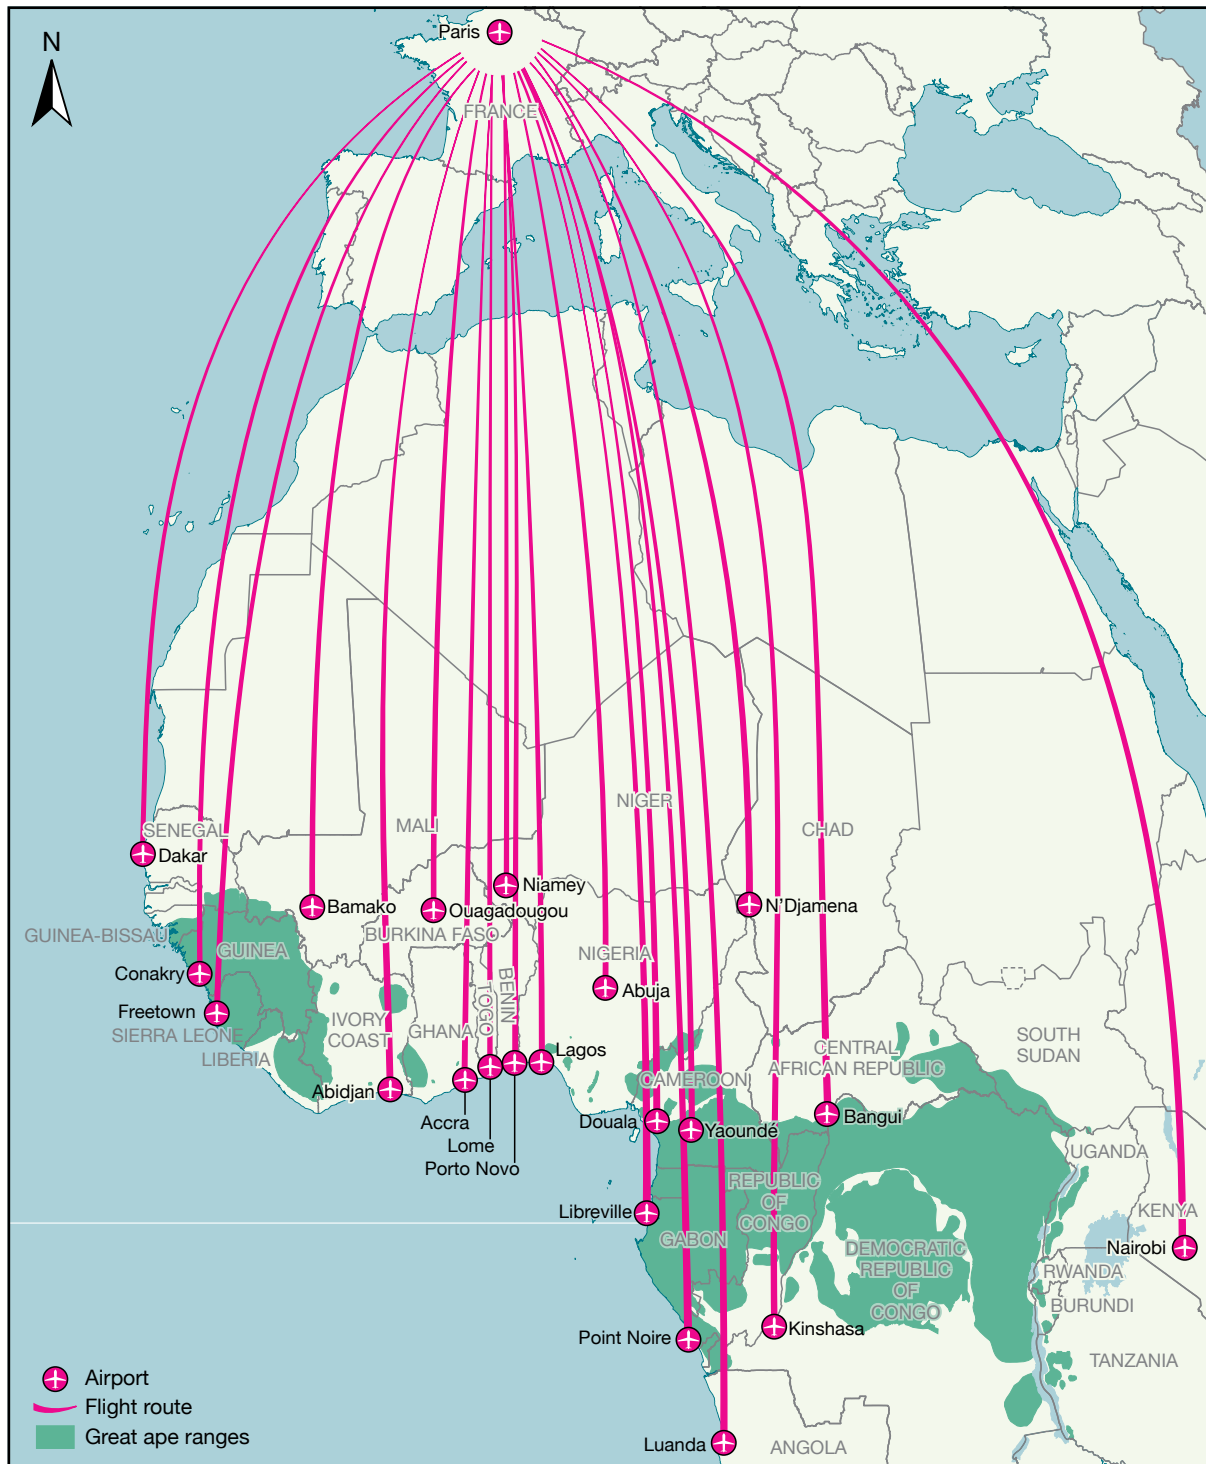 Paris
N
FRANCE
NIGER
MALI
CHAD
SENEGAL
Dakar
Niamey
Bamako
Ouagadougou
N'Djamena
BURKINA FASO
GUINEA-BISSAU
GUINEA
NIGERIA
Conakry
BENIN
Abuja
TOGO
Freetown
IVORY
COAST
GHANA
SIERRA LEONE
LIBERIA
SOUTH
SUDAN
Lagos
CENTRAL
AFRICAN REPUBLIC
CAMEROON
Abidjan
Accra
Douala
Bangui
Yaoundé
Lome
Porto Novo
UGANDA
REPUBLIC
OF
CONGO
Libreville
KENYA
GABON
Nairobi
DEMOCRATIC
REPUBLIC
OF
CONGO
RWANDA
BURUNDI
Kinshasa
Point Noire
TANZANIA
Airport
Flight route
Great ape ranges
Luanda
ANGOLA